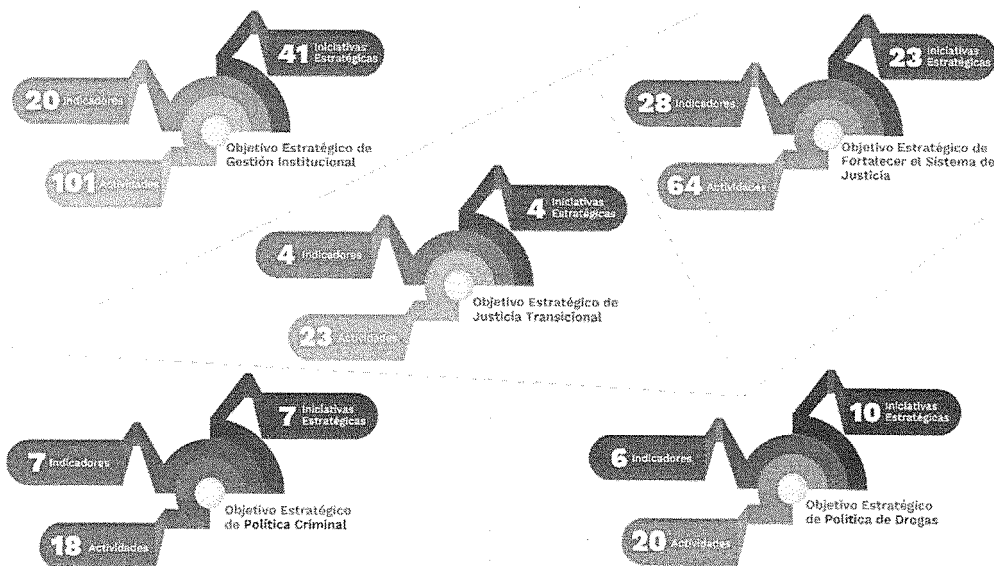 41 Iniciativas
Estratégicas
20 Indicadores
Objetivo Estratégico de
Gestión Institucional
101 Actividades
23 Iniciativas
Estratégicas
28 Indicadores
Objetivo Estratégico de
Fortalecer el Sistema de
Justicia
64 Actividades
4 Iniciativas
Estratégicas
4 Indicadores
Objetivo Estratégico de
Justicia Transicional
23 Actividades
7 Iniciativas
Estratégicas
7 Indicadores
Objetivo Estratégico
de Política Criminal
18 Actividades
10 Iniciativas
Estratégicas
6 Indicadores
Objetivo Estratégico
de Política de Drogas
20 Actividades